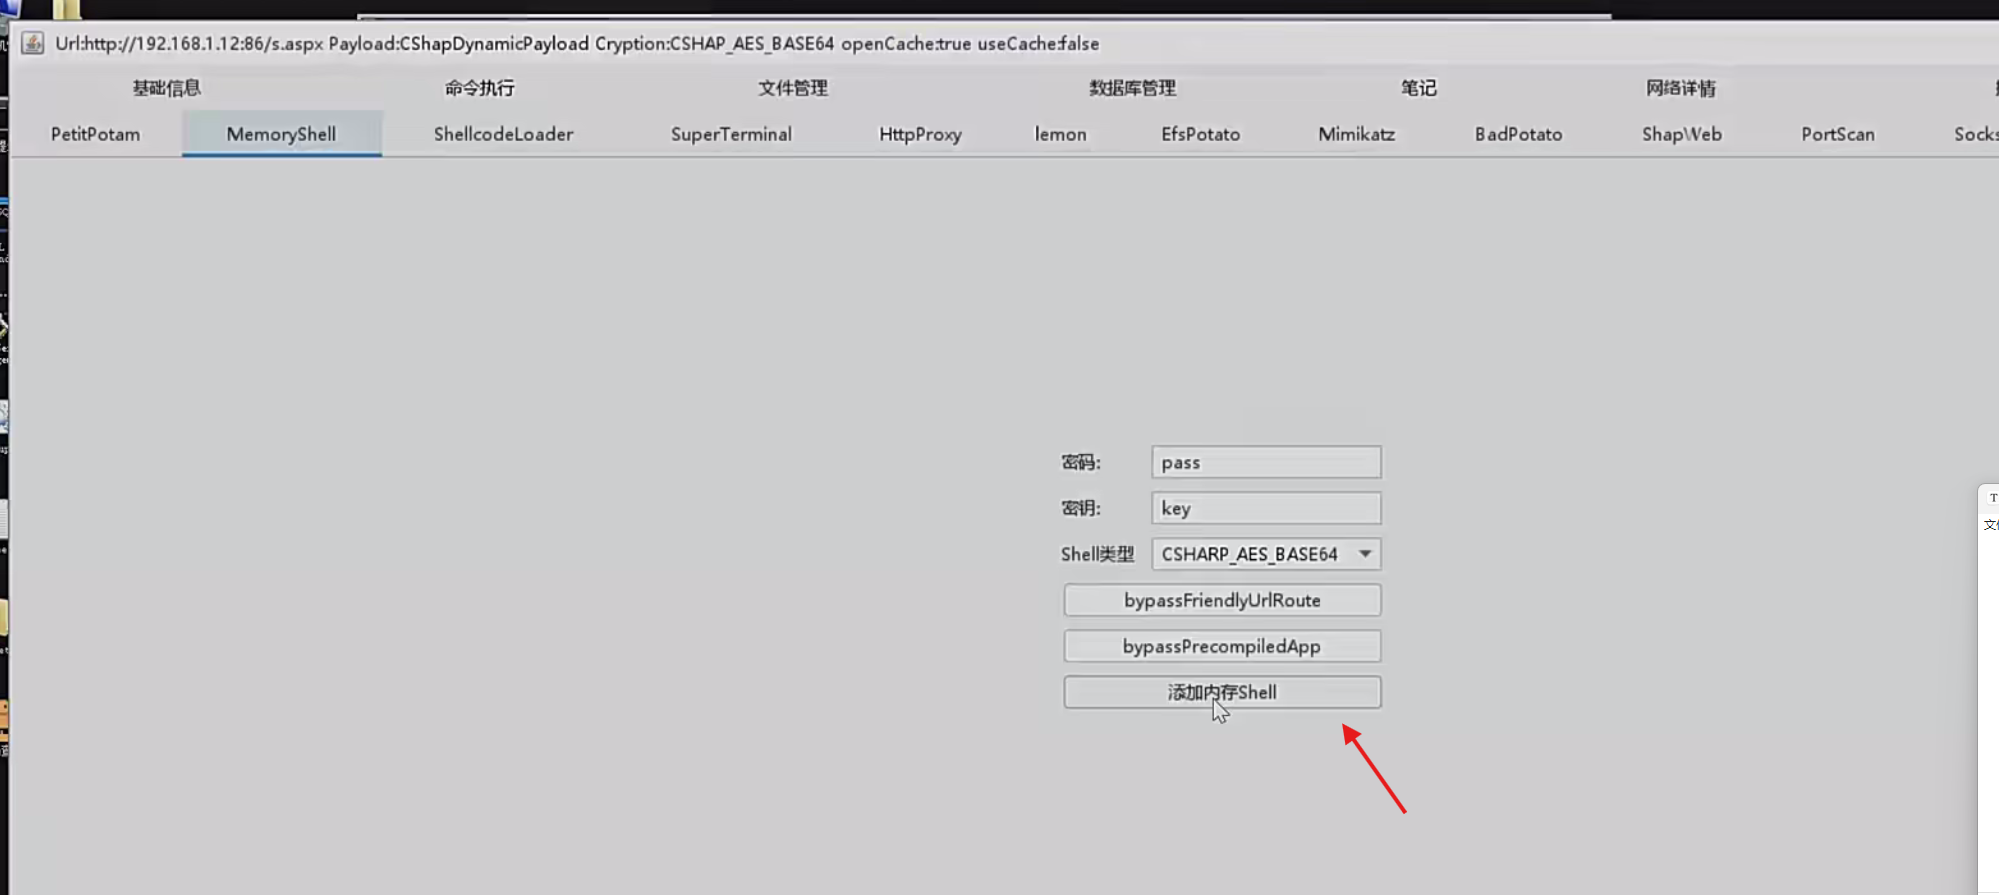 Url:http://192.168.1.12:86/s.aspx Payload:CShapDynamicPayload Cryption:CSHAP_AES_BASE64 openCache:true useCache:false
基础信息 命令执行 文件管理 数据库管理 笔记 网络详情
PetitPotam MemoryShell ShellcodeLoader SuperTerminal HttpProxy lemon EfsPotato Mimikatz BadPotato ShapWeb PortScan Socks
密码: pass
密钥: key
Shell类型 CSHARP_AES_BASE64
bypassFriendlyUrlRoute
bypassPrecompiledApp
添加内存Shell